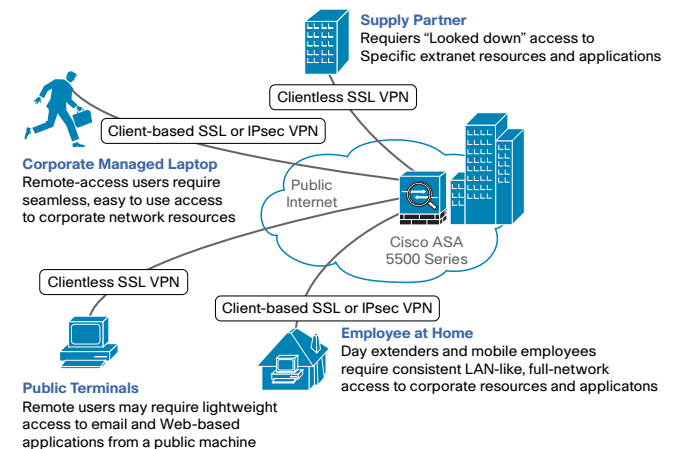 Supply Partner
Requiers “Looked down” access to
Specific extranet resources and applications
Clientless SSL VPN
Client-based SSL or IPsec VPN
Corporate Managed Laptop
Remote-access users require
seamless, easy to use access
to corporate network resources
Public
Internet
Cisco ASA
5500 Series
Clientless SSL VPN
Client-based SSL or IPsec VPN
Employee at Home
Day extenders and mobile employees
require consistent LAN-like, full-network
access to corporate resources and applicatons
Public Terminals
Remote users may require lightweight
access to email and Web-based
applications from a public machine